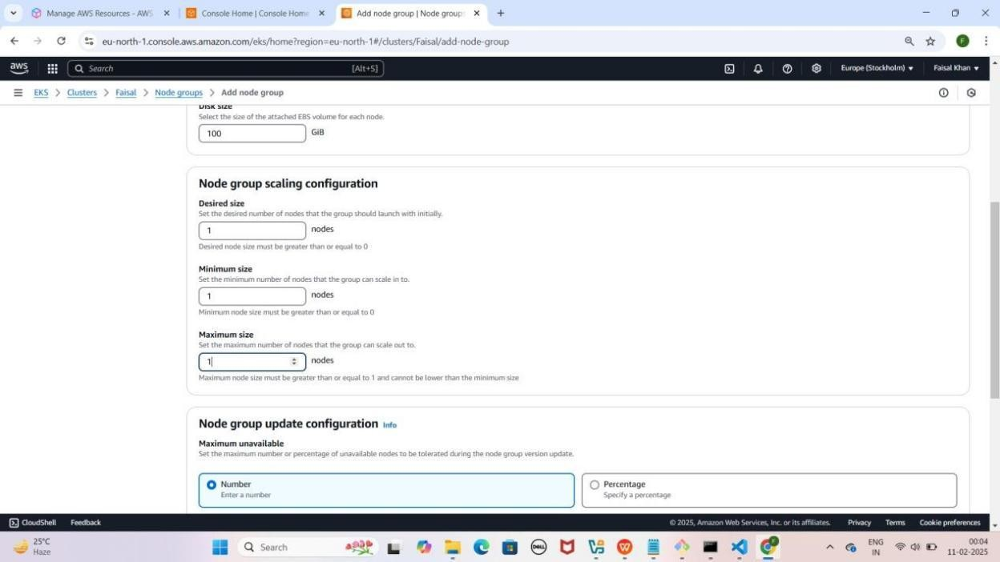 Manage AWS Resources - AWS
Console Home | Console Home
Add node group | Node groups
eu-north-1.console.aws.amazon.com/eks/home?region=eu-north-1#/clusters/Faisal/add-node-group
F
aws
Search
[Alt+S]
Europe (Stockholm)
Faisal Khan
EKS > Clusters > Faisal > Node groups > Add node group
Disk size
Select the size of the attached EBS volume for each node.
100 GiB
Node group scaling configuration
Desired size
Set the desired number of nodes that the group should launch with initially.
1 nodes
Desired node size must be greater than or equal to 0
Minimum size
Set the minimum number of nodes that the group can scale in to.
1 nodes
Minimum node size must be greater than or equal to 0
Maximum size
Set the maximum number of nodes that the group can scale out to.
1 nodes
Maximum node size must be greater than or equal to 1 and cannot be lower than the minimum size
Node group update configuration Info
Maximum unavailable
Set the maximum number or percentage of unavailable nodes to be tolerated during the node group version update.
Number
Enter a number
Percentage
Specify a percentage
CloudShell
Feedback
© 2025, Amazon Web Services, Inc. or its affiliates.
Privacy
Terms
Cookie preferences
25°C
Haze
Search
DELL
ENG
IN
00:04
11-02-2025